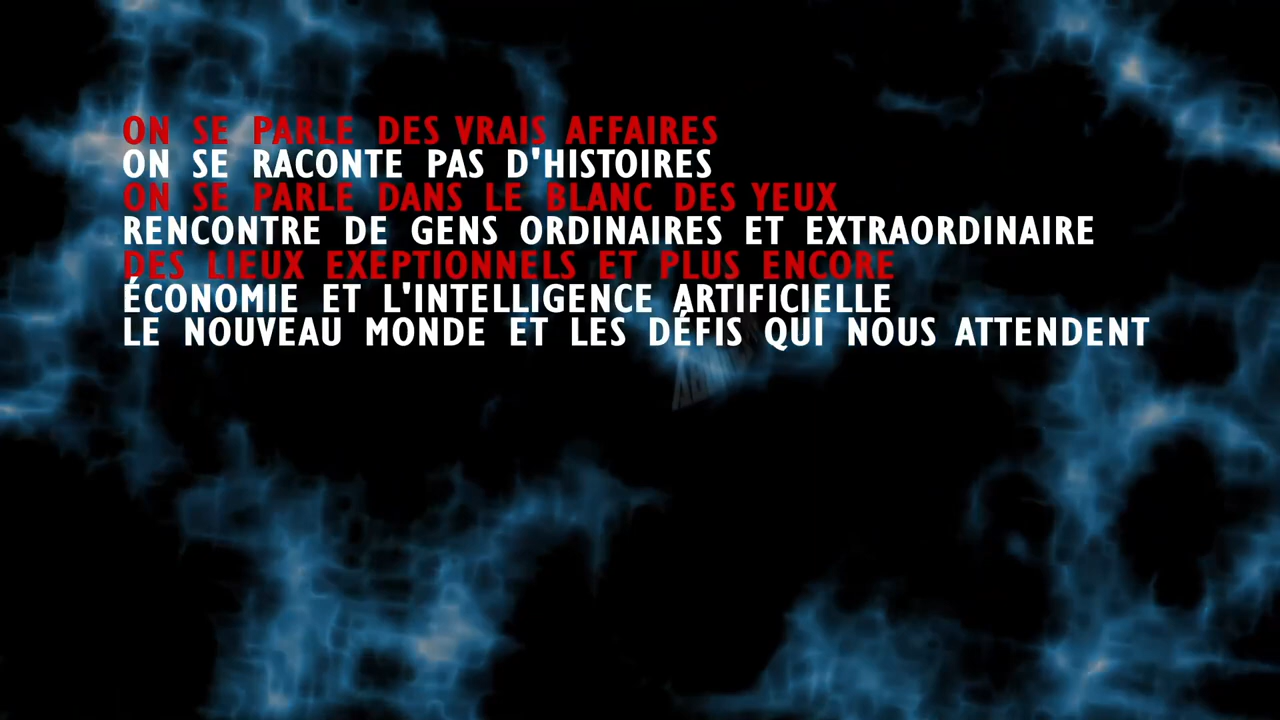 ON SE PARLE DES VRAIS AFFAIRES
ON SE RACONTE PAS D'HISTOIRES
ON SE PARLE DANS LE BLANC DES YEUX
RENCONTRE DE GENS ORDINAIRES ET EXTRAORDINAIRE
DES LIEUX EXEPTIONNELS ET PLUS ENCORE
ÉCONOMIE ET L'INTELLIGENCE ARTIFICIELLE
LE NOUVEAU MONDE ET LES DÉFIS QUI NOUS ATTENDENT